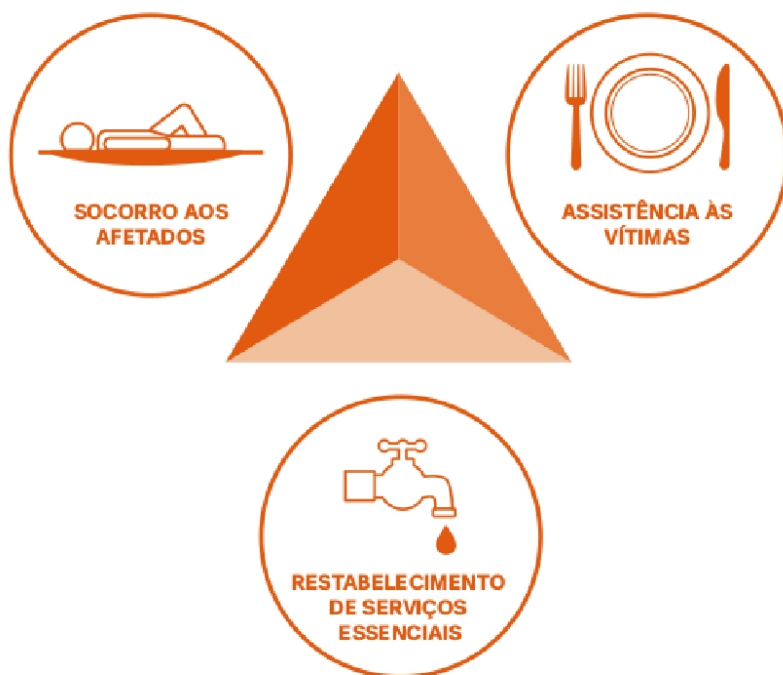 SOCORRO AOS
AFETADOS
ASSISTÊNCIA ÀS
VÍTIMAS
RESTABELECIMENTO
DE SERVIÇOS
ESSENCIAIS